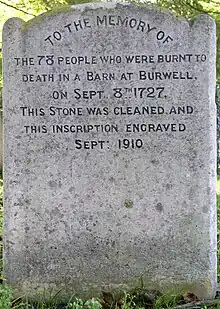 TO THE MEMORY OF
THE 78 PEOPLE WHO WERE BURNT TO
DEATH IN A BARN AT BURWELL.
ON SEPT. 8TH 1727.
THIS STONE WAS CLEANED AND
THIS INSCRIPTION ENGRAVED
SEPT: 1910